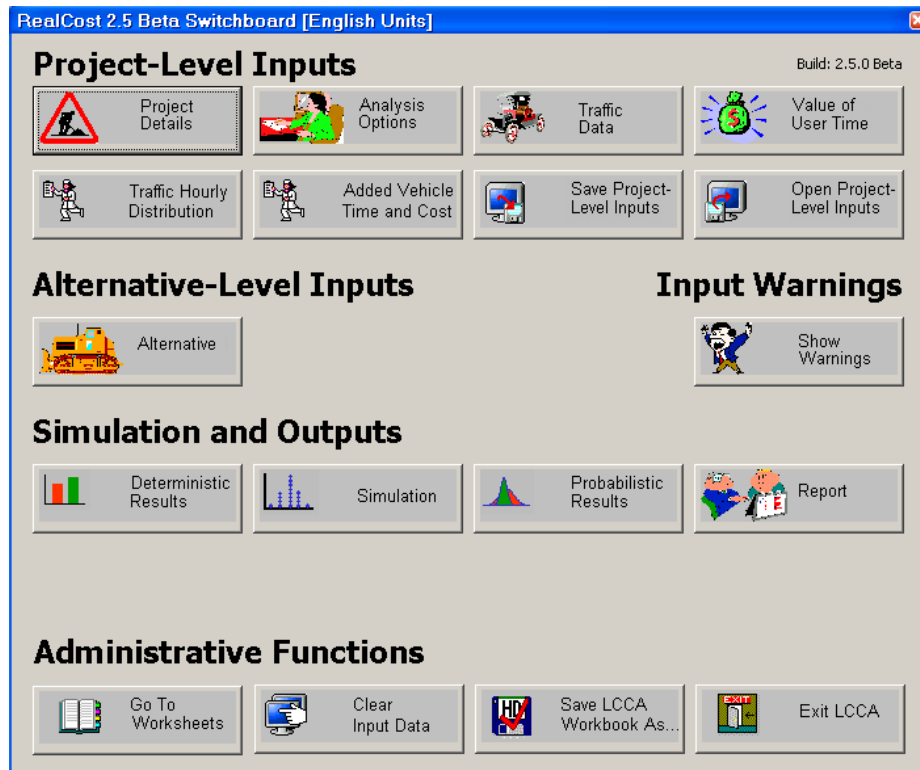 RealCost 2.5 Beta Switchboard [English Units]
Project-Level Inputs
Build: 2.5.0 Beta
Project
Details
Analysis
Options
Traffic
Data
Value of
User Time
Traffic Hourly
Distribution
Added Vehicle
Time and Cost
Save Project-
Level Inputs
Open Project-
Level Inputs
Alternative-Level Inputs
Input Warnings
Alternative
Show
Warnings
Simulation and Outputs
Deterministic
Results
Simulation
Probabilistic
Results
Report
Administrative Functions
Go To
Worksheets
Clear
Input Data
HD
Save LCCA
Workbook As...
EXIT
Exit LCCA